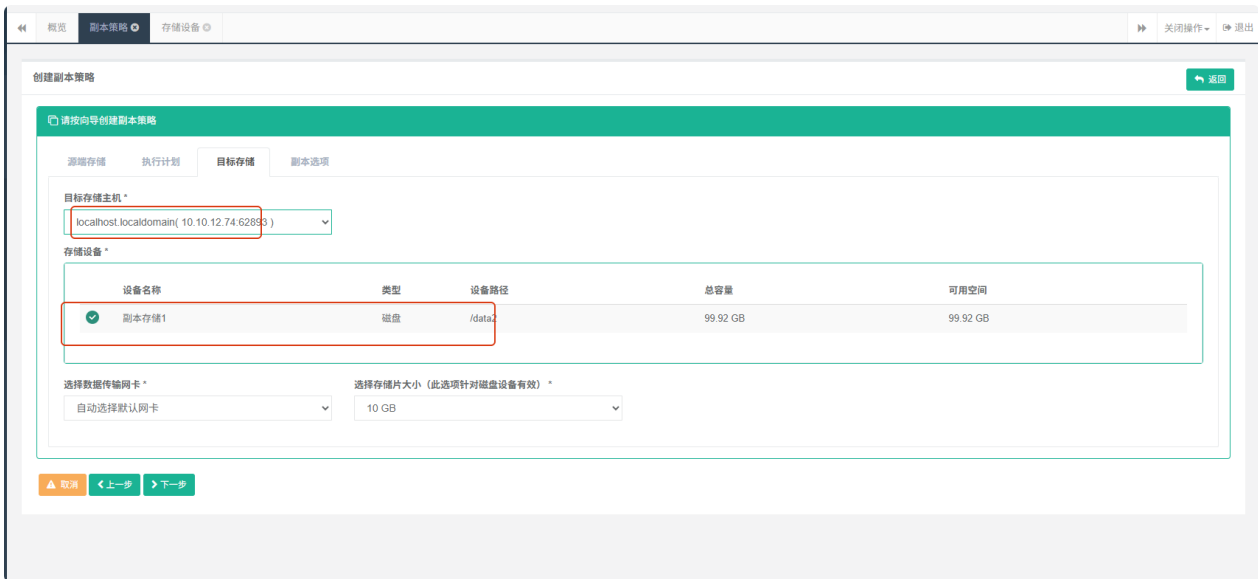 概览 副本策略 存储设备 关闭操作 退出
创建副本策略 返回
请按向导创建副本策略
源端存储 执行计划 目标存储 副本选项
目标存储主机 *
localhost.localdomain( 10.10.12.74:62893 )
存储设备 *
设备名称 类型 设备路径 总容量 可用空间
副本存储1 磁盘 /data2 99.92 GB 99.92 GB
选择数据传输网卡 * 选择存储片大小（此选项针对磁盘设备有效） *
自动选择默认网卡 10 GB
取消 上一步 下一步